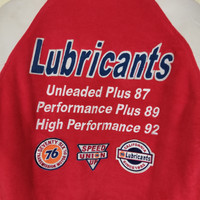 Lubricants
Unleaded Plus 87
Performance Plus 89
High Performance 92
76
SPEED
UNION
Lubricants